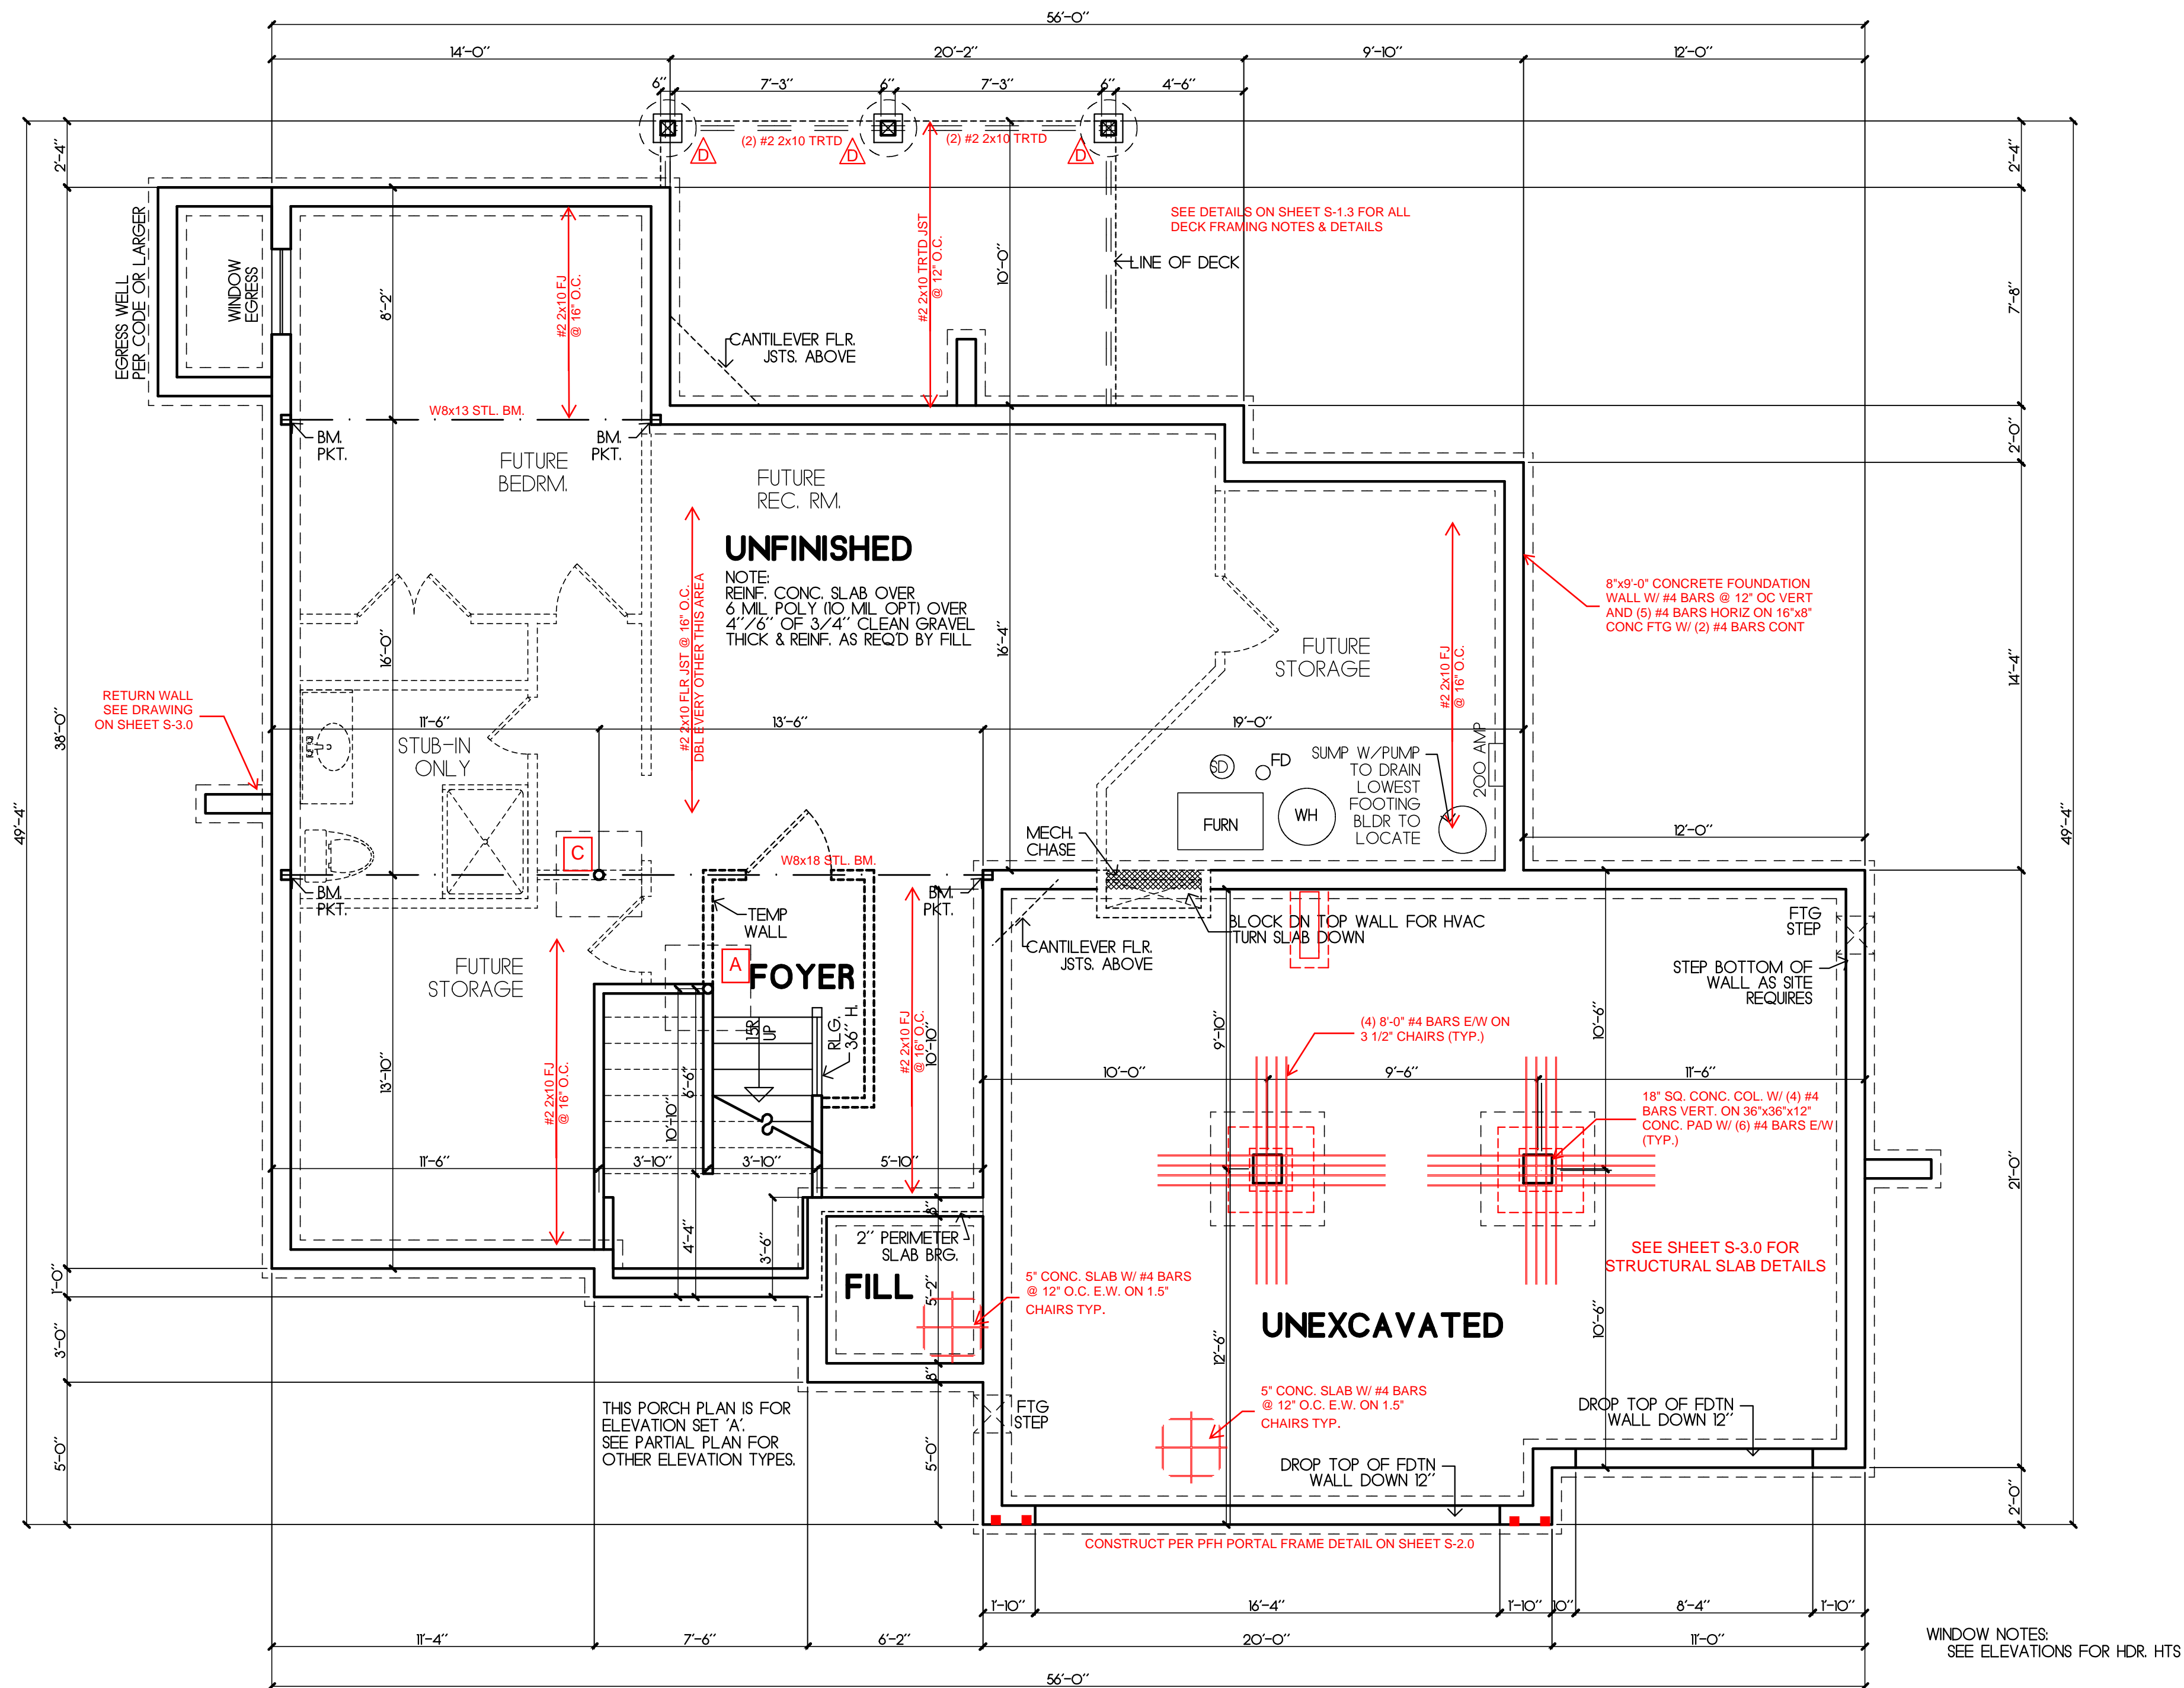 56'-0"
14'-0"
20'-2"
9'-10"
12'-0"
6"
7'-3"
6"
7'-3"
6"
4'-6"
(2) #2 2x10 TRTD
(2) #2 2x10 TRTD
D
D
D
2'-4"
2'-4"
SEE DETAILS ON SHEET S-1.3 FOR ALL
DECK FRAMING NOTES & DETAILS
LINE OF DECK
#2 2x10 TRTD JST
@ 12" O.C.
10'-0"
7'-8"
EGRESS WELL
PER CODE OR LARGER
WINDOW
EGRESS
8'-2"
#2 2x10 FJ
@ 16" O.C.
CANTILEVER FLR.
JSTS. ABOVE
W8x13 STL. BM.
BM.
PKT.
BM.
PKT.
2'-0"
FUTURE
BEDRM.
FUTURE
REC. RM.
UNFINISHED
NOTE:
REINF. CONC. SLAB OVER
6 MIL POLY (10 MIL OPT) OVER
4"/6" OF 3/4" CLEAN GRAVEL
THICK & REINF. AS REQ'D BY FILL
#2 2x10 FLR JST @ 16" O.C.
DBL EVERY OTHER THIS AREA
16'-0"
16'-4"
14'-4"
8"x9'-0" CONCRETE FOUNDATION
WALL W/ #4 BARS @ 12" OC VERT
AND (5) #4 BARS HORIZ ON 16"x8"
CONC FTG W/ (2) #4 BARS CONT
FUTURE
STORAGE
#2 2x10 FJ
@ 16" O.C.
RETURN WALL
SEE DRAWING
ON SHEET S-3.0
38'-0"
49'-4"
49'-4"
11'-6"
13'-6"
19'-0"
STUB-IN
ONLY
SD
FD
SUMP W/PUMP
TO DRAIN
LOWEST
FOOTING
BLDR TO
LOCATE
200 AMP
FURN
WH
12'-0"
MECH.
CHASE
C
W8x18 STL. BM.
BM.
PKT.
BM.
PKT.
TEMP
WALL
BLOCK DN TOP WALL FOR HVAC
TURN SLAB DOWN
CANTILEVER FLR.
JSTS. ABOVE
FTG
STEP
STEP BOTTOM OF
WALL AS SITE
REQUIRES
FUTURE
STORAGE
A
FOYER
15R
UP
RLG.
36" H.
#2 2x10 FJ
@ 16" O.C.
10'-10"
9'-10"
10'-6"
(4) 8'-0" #4 BARS E/W ON
3 1/2" CHAIRS (TYP.)
13'-10"
#2 2x10 FJ
@ 16" O.C.
10'-10"
6'-6"
10'-0"
9'-6"
11'-6"
18" SQ. CONC. COL. W/ (4) #4
BARS VERT. ON 36"x36"x12"
CONC. PAD W/ (6) #4 BARS E/W
(TYP.)
11'-6"
3'-10"
3'-10"
5'-10"
21'-0"
8"
4'-4"
3'-6"
2" PERIMETER
SLAB BRG.
FILL
5'-2"
8"
5" CONC. SLAB W/ #4 BARS
@ 12" O.C. E.W. ON 1.5"
CHAIRS TYP.
SEE SHEET S-3.0 FOR
STRUCTURAL SLAB DETAILS
UNEXCAVATED
12'-6"
10'-6"
1'-0"
3'-0"
5'-0"
5'-0"
THIS PORCH PLAN IS FOR
ELEVATION SET 'A'.
SEE PARTIAL PLAN FOR
OTHER ELEVATION TYPES.
FTG
STEP
5" CONC. SLAB W/ #4 BARS
@ 12" O.C. E.W. ON 1.5"
CHAIRS TYP.
DROP TOP OF FDTN
WALL DOWN 12"
DROP TOP OF FDTN
WALL DOWN 12"
2'-0"
CONSTRUCT PER PFH PORTAL FRAME DETAIL ON SHEET S-2.0
1'-10"
16'-4"
1'-10"
10"
8'-4"
1'-10"
11'-4"
7'-6"
6'-2"
20'-0"
11'-0"
56'-0"
WINDOW NOTES:
SEE ELEVATIONS FOR HDR. HTS